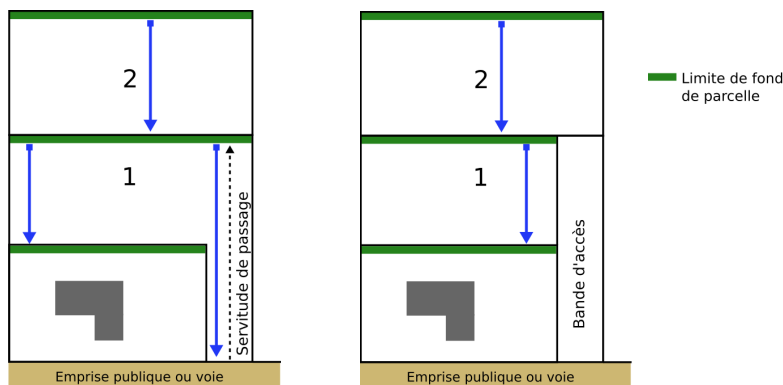 2
1
Servitude de passage
Emprise publique ou voie
2
1
Bande d'accès
Emprise publique ou voie
Limite de fond
de parcelle